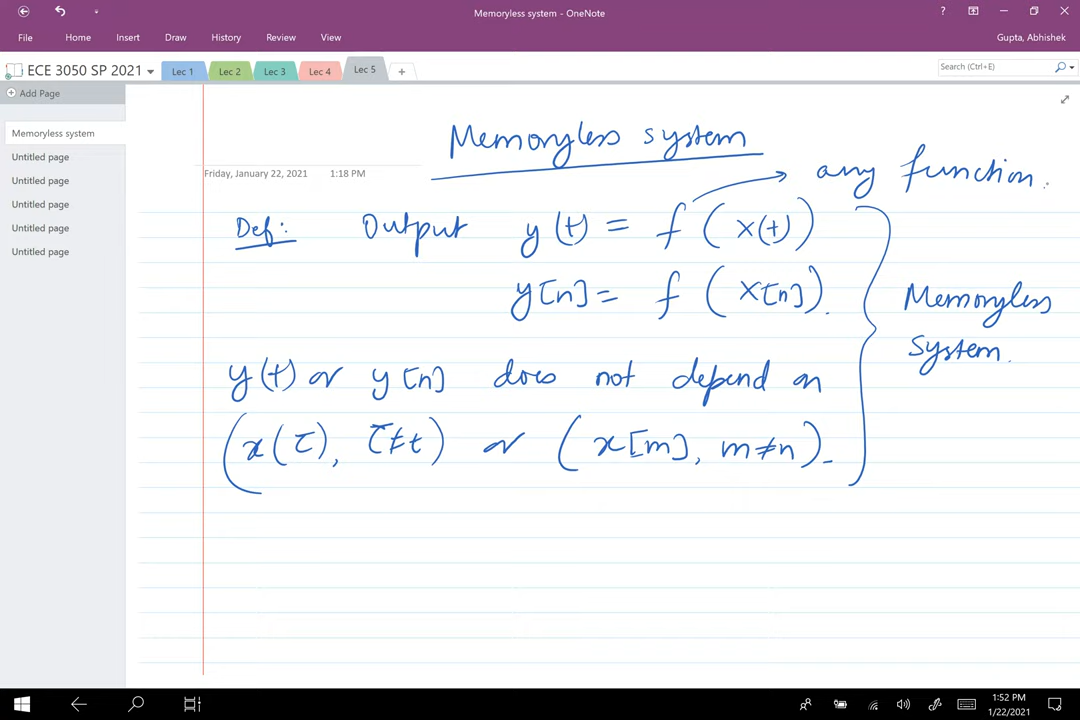 Memoryless system - OneNote
?
Gupta, Abhishek
File Home Insert Draw History Review View
ECE 3050 SP 2021 Lec 1 Lec 2 Lec 3 Lec 4 Lec 5 +
Search (Ctrl+E)
Add Page
Memoryless system
Untitled page
Untitled page
Untitled page
Untitled page
Untitled page
Memoryless system
Friday, January 22, 2021 1:18 PM
any function.
Def: Output y(t) = f(x(t))
y[n] = f(x[n]).
Memoryless
system.
y(t) or y[n] does not depend on
(x(τ), τ≠t) or (x[m], m≠n).
1:52 PM
1/22/2021